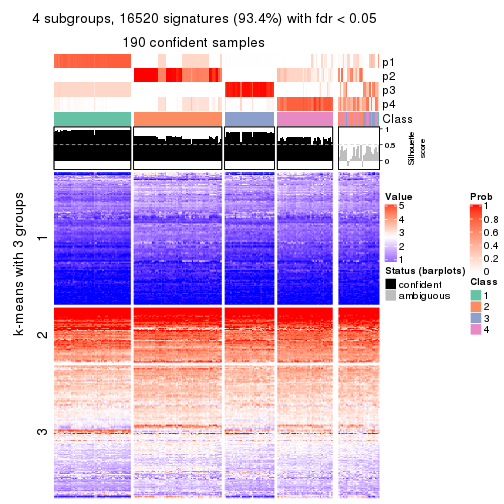 4 subgroups, 16520 signatures (93.4%) with fdr < 0.05
190 confident samples
p1
p2
p3
p4
Class
1
0.5
0
Silhouette
score
k-means with 3 groups
1
2
3
Value
5
4
3
2
1
Status (barplots)
confident
ambiguous
Prob
1
0.8
0.6
0.4
0.2
0
Class
1
2
3
4